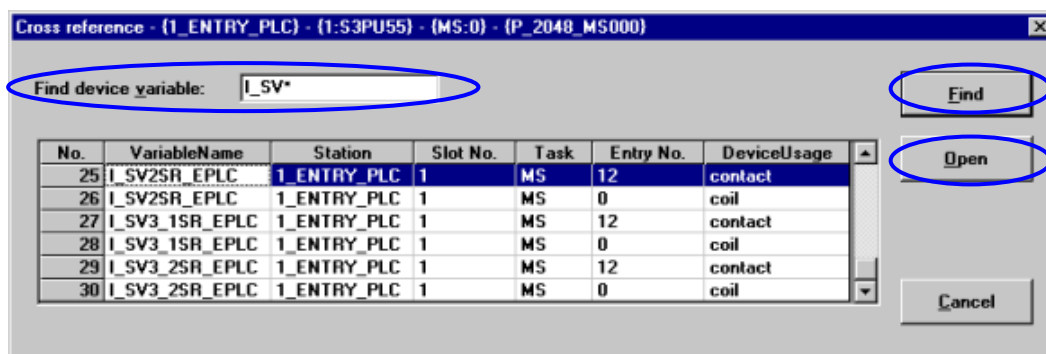 Cross reference - {1_ENTRY_PLC} - {1:S3PU55} - {MS:0} - {P_2048_MS000}
Find device variable: I_SV*
Find
No. VariableName Station Slot No. Task Entry No. DeviceUsage
Open
25 I_SV2SR_EPLC 1_ENTRY_PLC 1 MS 12 contact
26 I_SV2SR_EPLC 1_ENTRY_PLC 1 MS 0 coil
27 I_SV3_1SR_EPLC 1_ENTRY_PLC 1 MS 12 contact
28 I_SV3_1SR_EPLC 1_ENTRY_PLC 1 MS 0 coil
29 I_SV3_2SR_EPLC 1_ENTRY_PLC 1 MS 12 contact
30 I_SV3_2SR_EPLC 1_ENTRY_PLC 1 MS 0 coil
Cancel